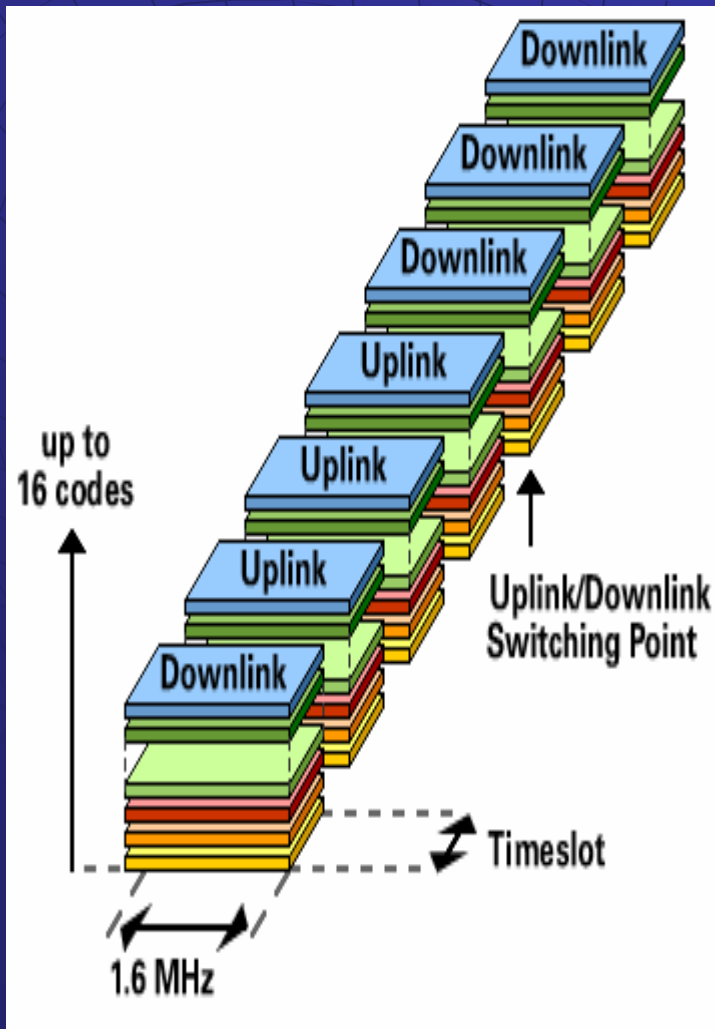 Downlink
Downlink
Downlink
Uplink
up to
16 codes
Uplink
Uplink
Uplink/Downlink
Switching Point
Downlink
Timeslot
1.6 MHz